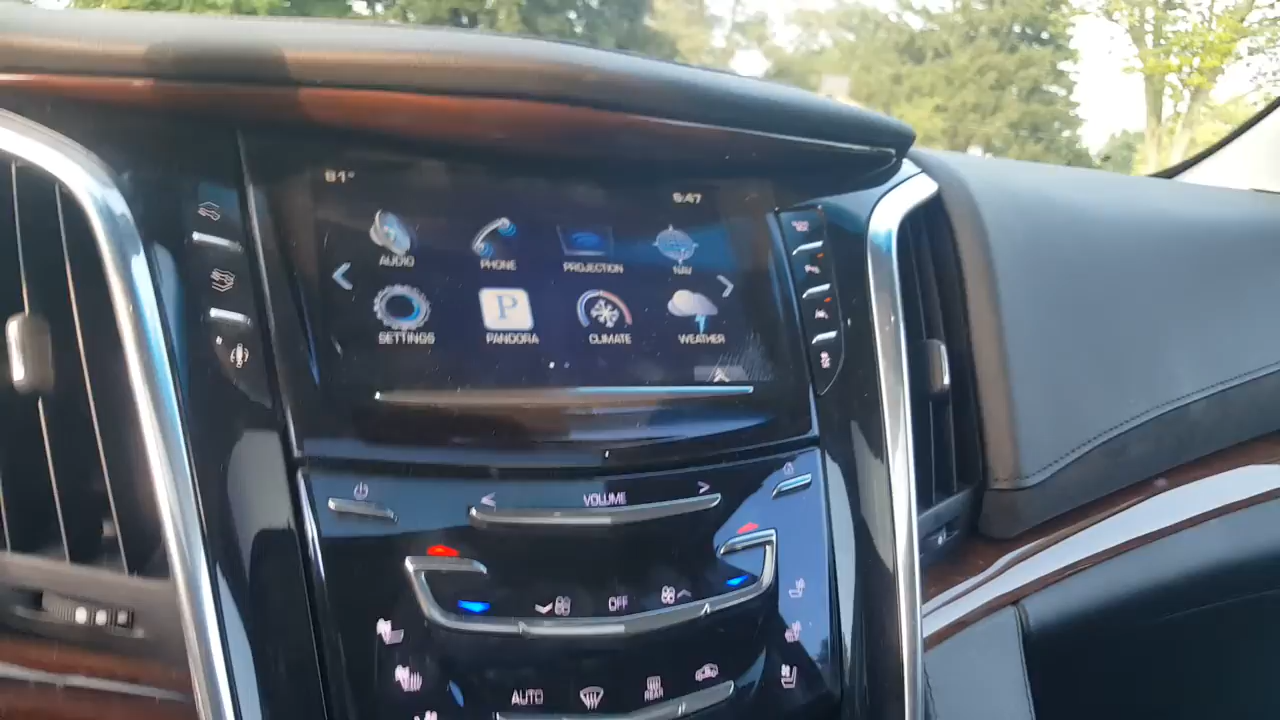 81°
5:47
AUDIO
PHONE
PROJECTION
NAV
SETTINGS
P
PANDORA
CLIMATE
WEATHER
VOLUME
OFF
AUTO
REAR